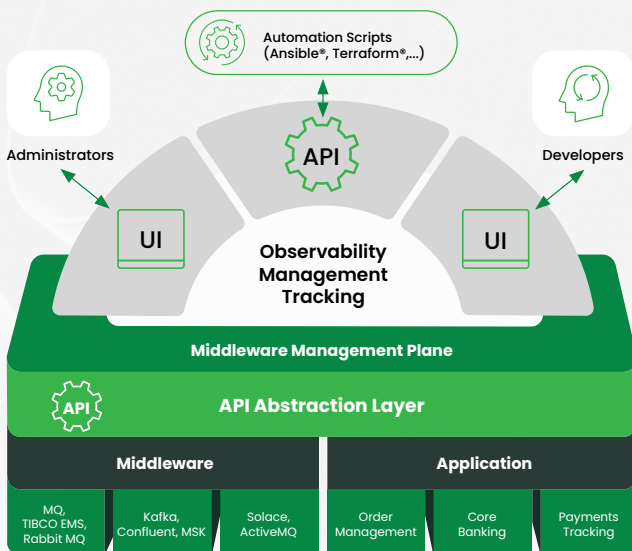 Automation Scripts
(Ansible®, Terraform®,...)
Administrators
Developers
API
UI
UI
Observability
Management
Tracking
Middleware Management Plane
API
API Abstraction Layer
Middleware
Application
MQ,
TIBCO EMS,
Rabbit MQ
Kafka,
Confluent, MSK
Solace,
ActiveMQ
Order
Management
Core
Banking
Payments
Tracking